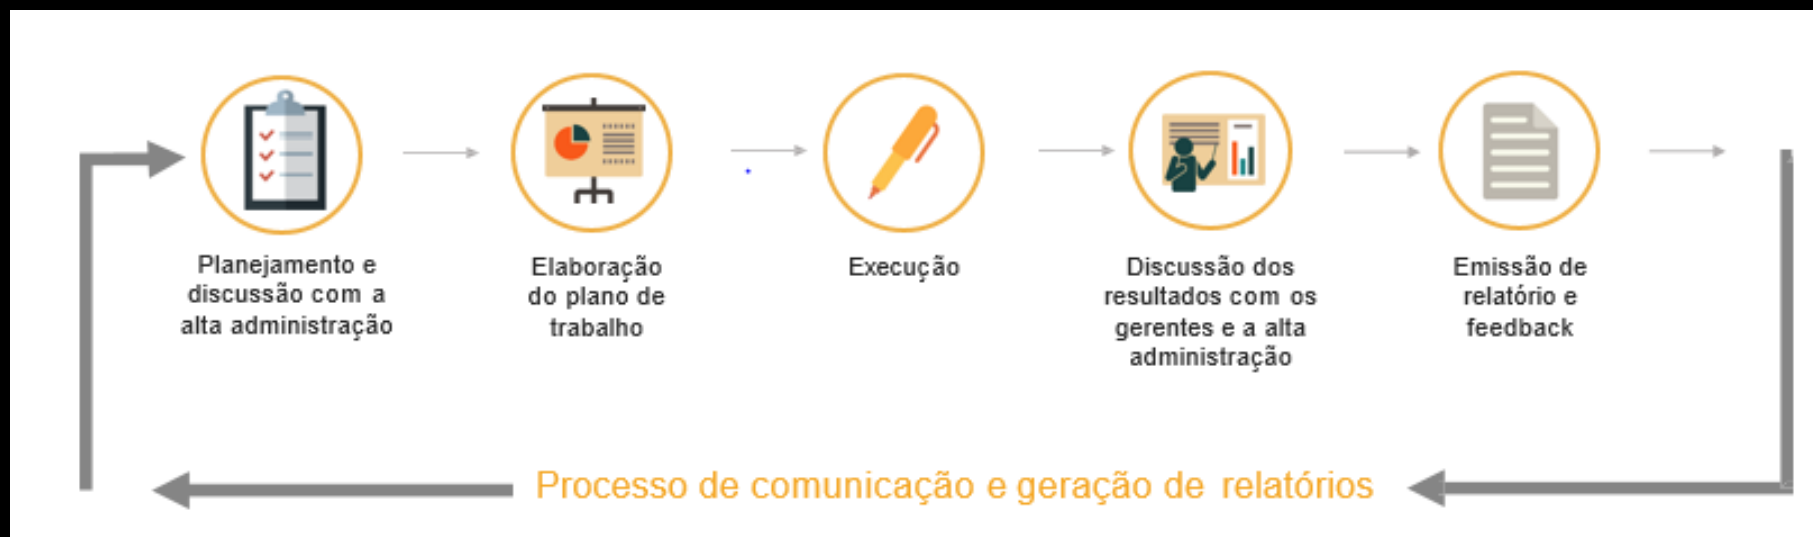 Planejamento e
discussão com a
alta administração
Elaboração
do plano de
trabalho
Execução
Discussão dos
resultados com os
gerentes e a alta
administração
Emissão de
relatório e
feedback
Processo de comunicação e geração de relatórios